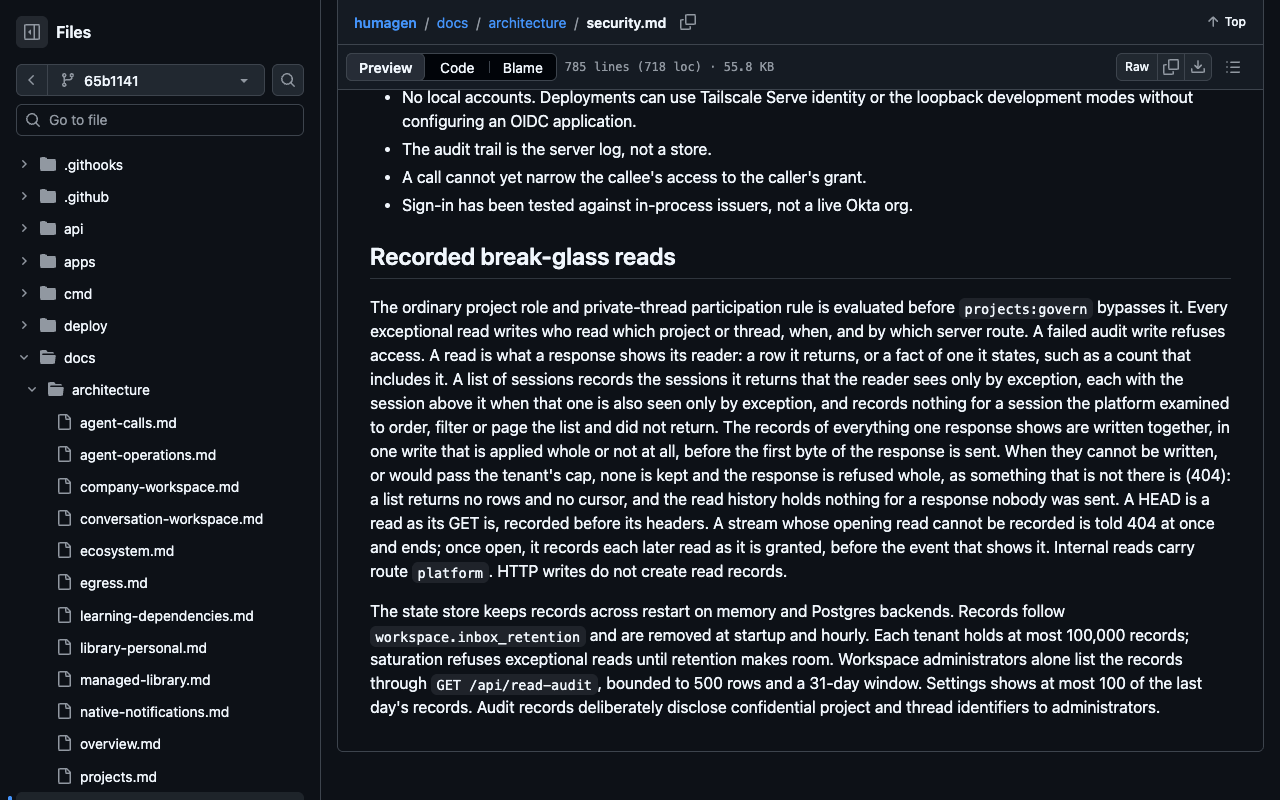 Files
humagen / docs / architecture / security.md
Top
65b1141
Preview
Code
Blame
785 lines (718 loc) · 55.8 KB
Raw
Go to file
.githooks
.github
api
apps
cmd
deploy
docs
architecture
agent-calls.md
agent-operations.md
company-workspace.md
conversation-workspace.md
ecosystem.md
egress.md
learning-dependencies.md
library-personal.md
managed-library.md
native-notifications.md
overview.md
projects.md
• No local accounts. Deployments can use Tailscale Serve identity or the loopback development modes without
configuring an OIDC application.
• The audit trail is the server log, not a store.
• A call cannot yet narrow the callee's access to the caller's grant.
• Sign-in has been tested against in-process issuers, not a live Okta org.
Recorded break-glass reads
The ordinary project role and private-thread participation rule is evaluated before projects:govern bypasses it. Every
exceptional read writes who read which project or thread, when, and by which server route. A failed audit write refuses
access. A read is what a response shows its reader: a row it returns, or a fact of one it states, such as a count that
includes it. A list of sessions records the sessions it returns that the reader sees only by exception, each with the
session above it when that one is also seen only by exception, and records nothing for a session the platform examined
to order, filter or page the list and did not return. The records of everything one response shows are written together, in
one write that is applied whole or not at all, before the first byte of the response is sent. When they cannot be written,
or would pass the tenant's cap, none is kept and the response is refused whole, as something that is not there is (404):
a list returns no rows and no cursor, and the read history holds nothing for a response nobody was sent. A HEAD is a
read as its GET is, recorded before its headers. A stream whose opening read cannot be recorded is told 404 at once
and ends; once open, it records each later read as it is granted, before the event that shows it. Internal reads carry
route platform. HTTP writes do not create read records.
The state store keeps records across restart on memory and Postgres backends. Records follow
workspace.inbox_retention and are removed at startup and hourly. Each tenant holds at most 100,000 records;
saturation refuses exceptional reads until retention makes room. Workspace administrators alone list the records
through GET /api/read-audit, bounded to 500 rows and a 31-day window. Settings shows at most 100 of the last
day's records. Audit records deliberately disclose confidential project and thread identifiers to administrators.